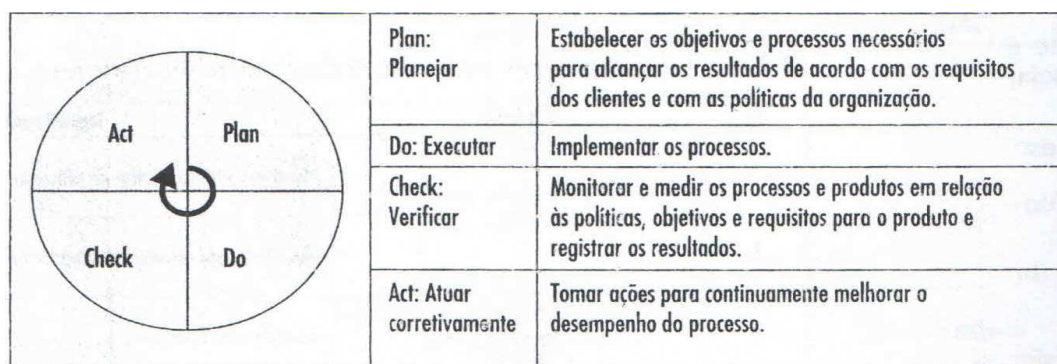 Act
Plan
Check
Do
Plan:
Planejar
Estabelecer os objetivos e processos necessários
para alcançar os resultados de acordo com os requisitos
dos clientes e com as políticas da organização.
Do: Executar
Implementar os processos.
Check:
Verificar
Monitorar e medir os processos e produtos em relação
às políticas, objetivos e requisitos para o produto e
registrar os resultados.
Act: Atuar
corretivamente
Tomar ações para continuamente melhorar o
desempenho do processo.